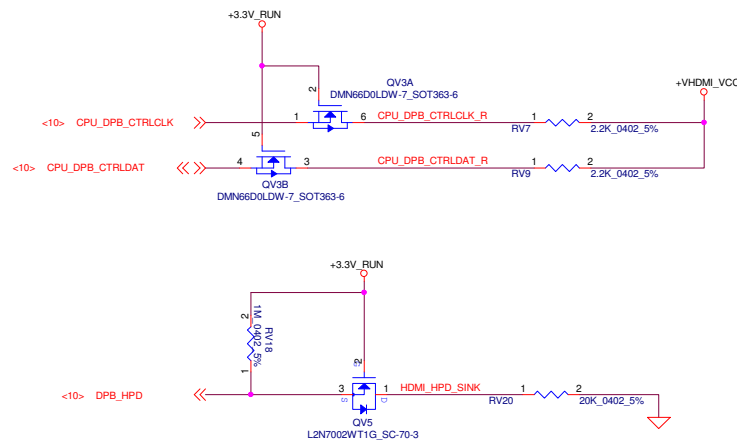 +3.3V_RUN
QV3A
DMN66D0LDW-7_SOT363-6
+VHDMI_VCC
2
<10> CPU_DPB_CTRLCLK
1
6
CPU_DPB_CTRLCLK_R
1
2
RV7
2.2K_0402_5%
5
<10> CPU_DPB_CTRLDAT
4
3
CPU_DPB_CTRLDAT_R
1
2
RV9
2.2K_0402_5%
QV3B
DMN66D0LDW-7_SOT363-6
+3.3V_RUN
2
RV18
1M_0402_5%
1
G
2
<10> DPB_HPD
3
S
1
D
HDMI_HPD_SINK
1
2
RV20
20K_0402_5%
QV5
L2N7002WT1G_SC-70-3